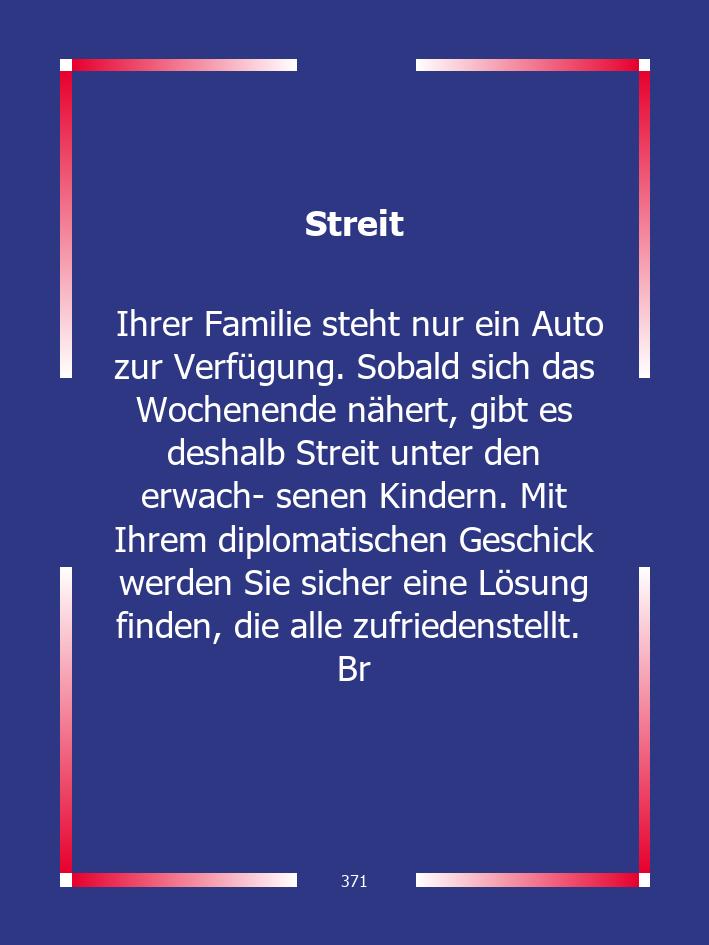 Streit
Ihrer Familie steht nur ein Auto
zur Verfügung. Sobald sich das
Wochenende nähert, gibt es
deshalb Streit unter den
erwach- senen Kindern. Mit
Ihrem diplomatischen Geschick
werden Sie sicher eine Lösung
finden, die alle zufriedenstellt.
Br
371